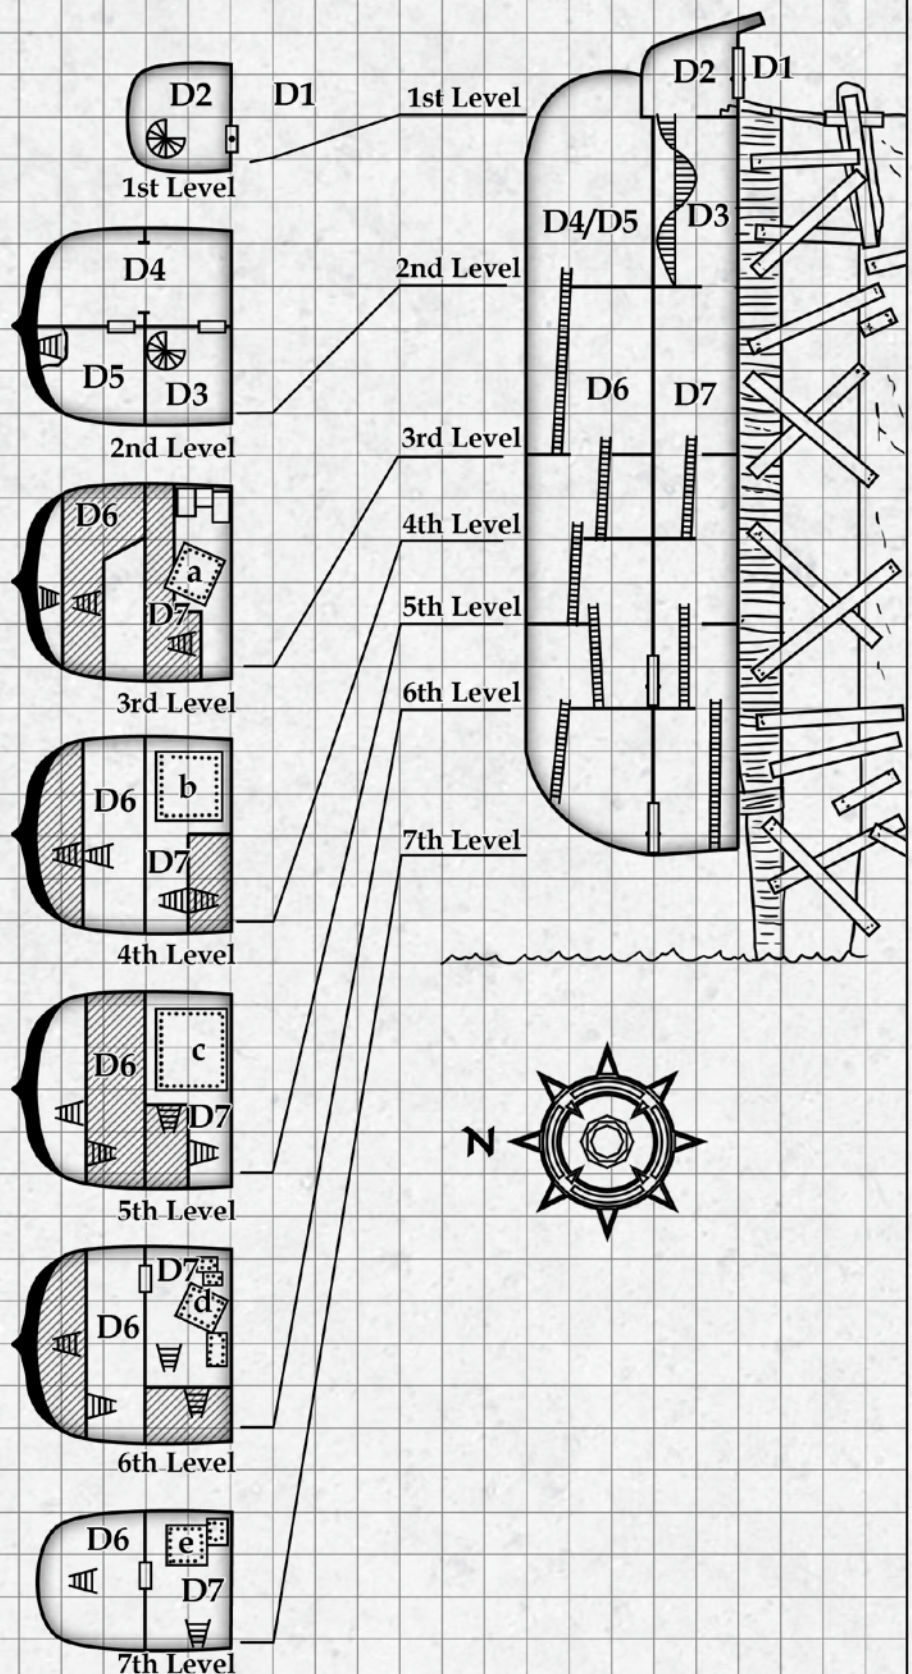 D2
D1
1st Level
D4
D5
D3
2nd Level
D6
a
D7
3rd Level
b
D6
D7
4th Level
c
D6
D7
5th Level
D7
d
D6
6th Level
D6
e
D7
7th Level
1st Level
2nd Level
3rd Level
4th Level
5th Level
6th Level
7th Level
D2
D1
D4/D5
D3
D6
D7
N